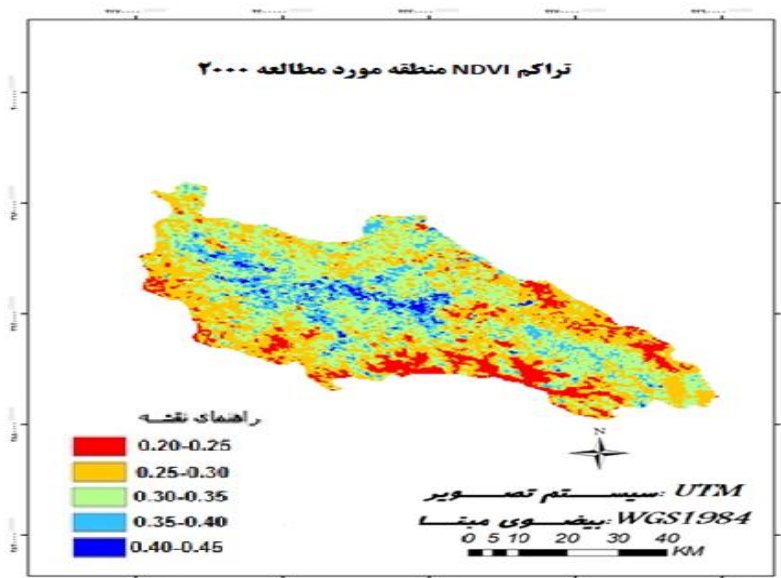 تراکم NDVI منطقه مورد مطالعه ۲۰۰۰
راهنمای نقشه
0.20-0.25
0.25-0.30
0.30-0.35
0.35-0.40
0.40-0.45
N
سیستم تصویر: UTM
بیضوی مبنا: WGS1984
0 5 10 20 30 40
KM